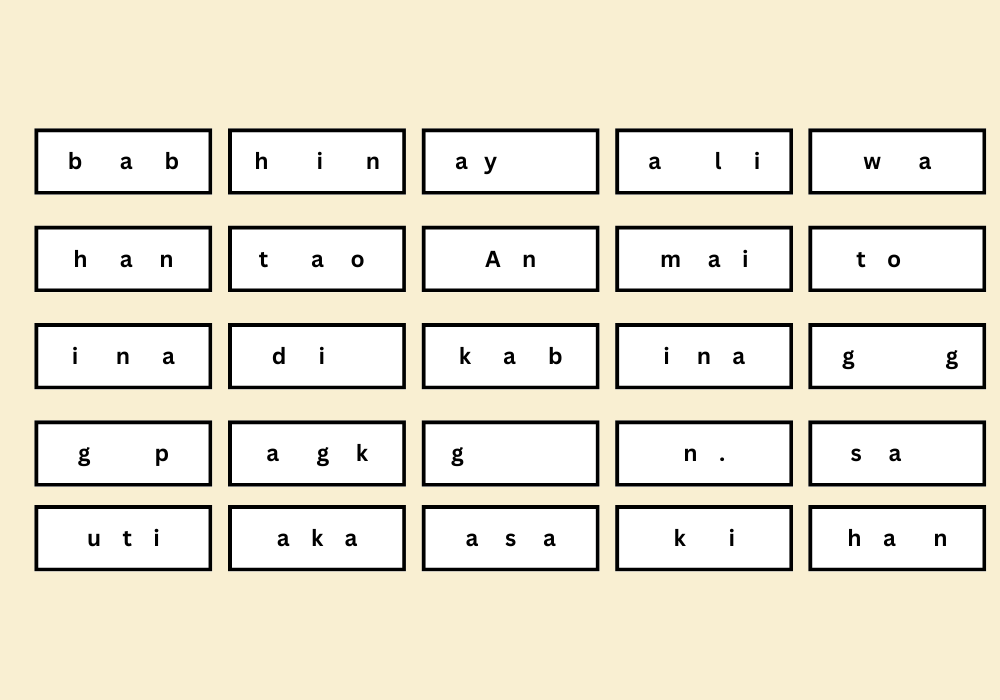 b a b h i n a y a l i w a
h a n t a o A n m a i t o
i n a d i k a b i n a g g
g p a g k g n . s a
u t i a k a a s a k i h a n